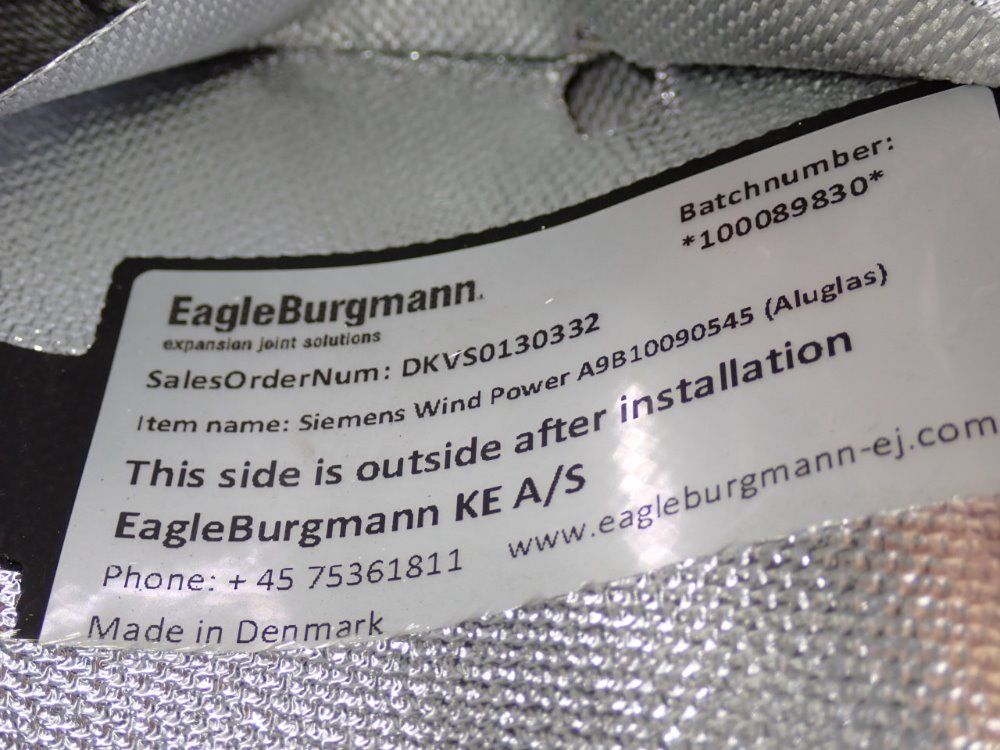 Batchnumber:
*100089830*
EagleBurgmann.
expansion joint solutions
SalesOrderNum: DKVS0130332
Item name: Siemens Wind Power A9B10090545 (Aluglas)
This side is outside after installation
EagleBurgmann KE A/S
Phone: + 45 75361811 www.eagleburgmann-ej.com
Made in Denmark